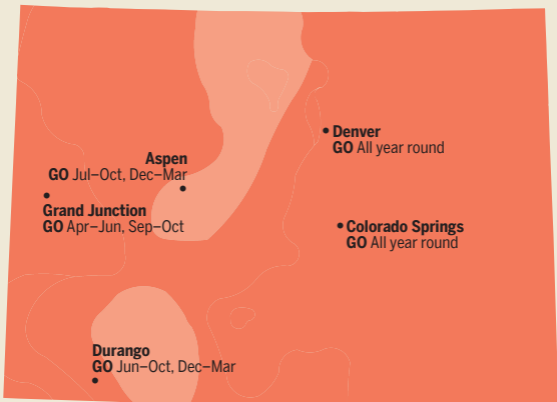 Denver
GO All year round
Aspen
GO Jul–Oct, Dec–Mar
Grand Junction
GO Apr–Jun, Sep–Oct
Colorado Springs
GO All year round
Durango
GO Jun–Oct, Dec–Mar